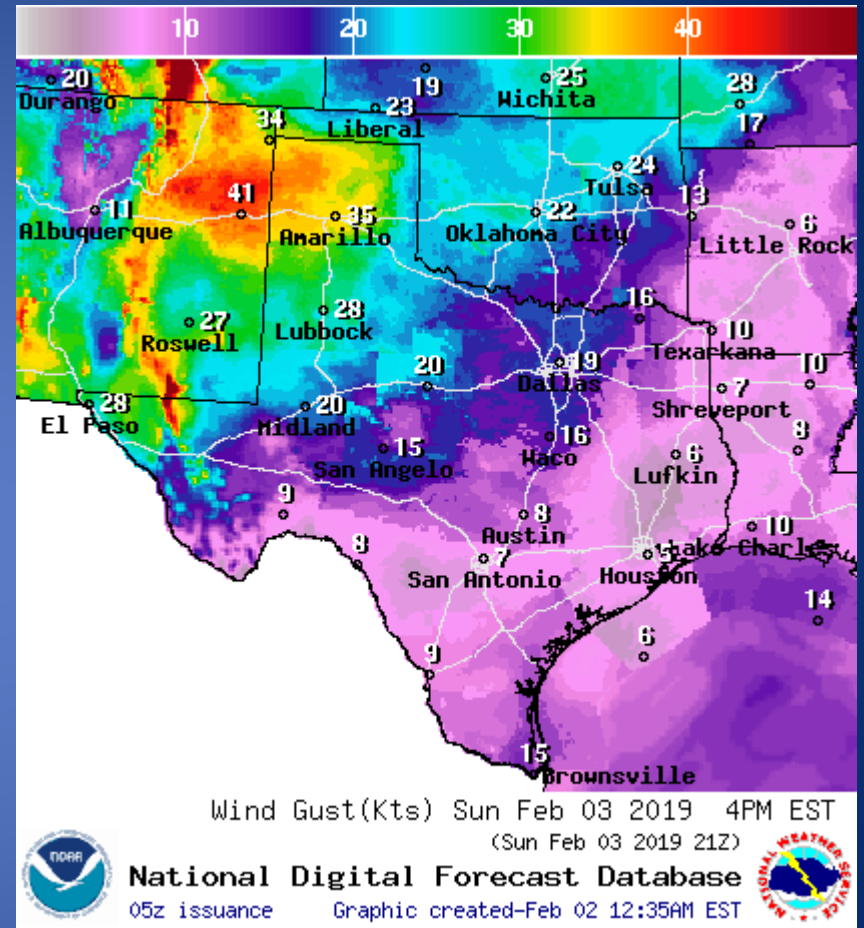 10 20 30 40
20 Durango
19
25 Wichita
28
23 Liberal
34
17
24 Tulsa
11 Albuquerque
41
35 Amarillo
22 Oklahoma City
13
6 Little Rock
27 Roswell
28 Lubbock
16
10 Texarkana
19 Dallas
20
28 El Paso
20 Midland
7 Shreveport
10
15 San Angelo
16 Waco
6 Lufkin
8
9
8 Austin
10 Lake Charles
8
7 San Antonio
5 Houston
14
6
9
15 Brownsville
Wind Gust(Kts) Sun Feb 03 2019 4PM EST
(Sun Feb 03 2019 21Z)
National Digital Forecast Database
05z issuance Graphic created-Feb 02 12:35AM EST
NOAA
NATIONAL WEATHER SERVICE